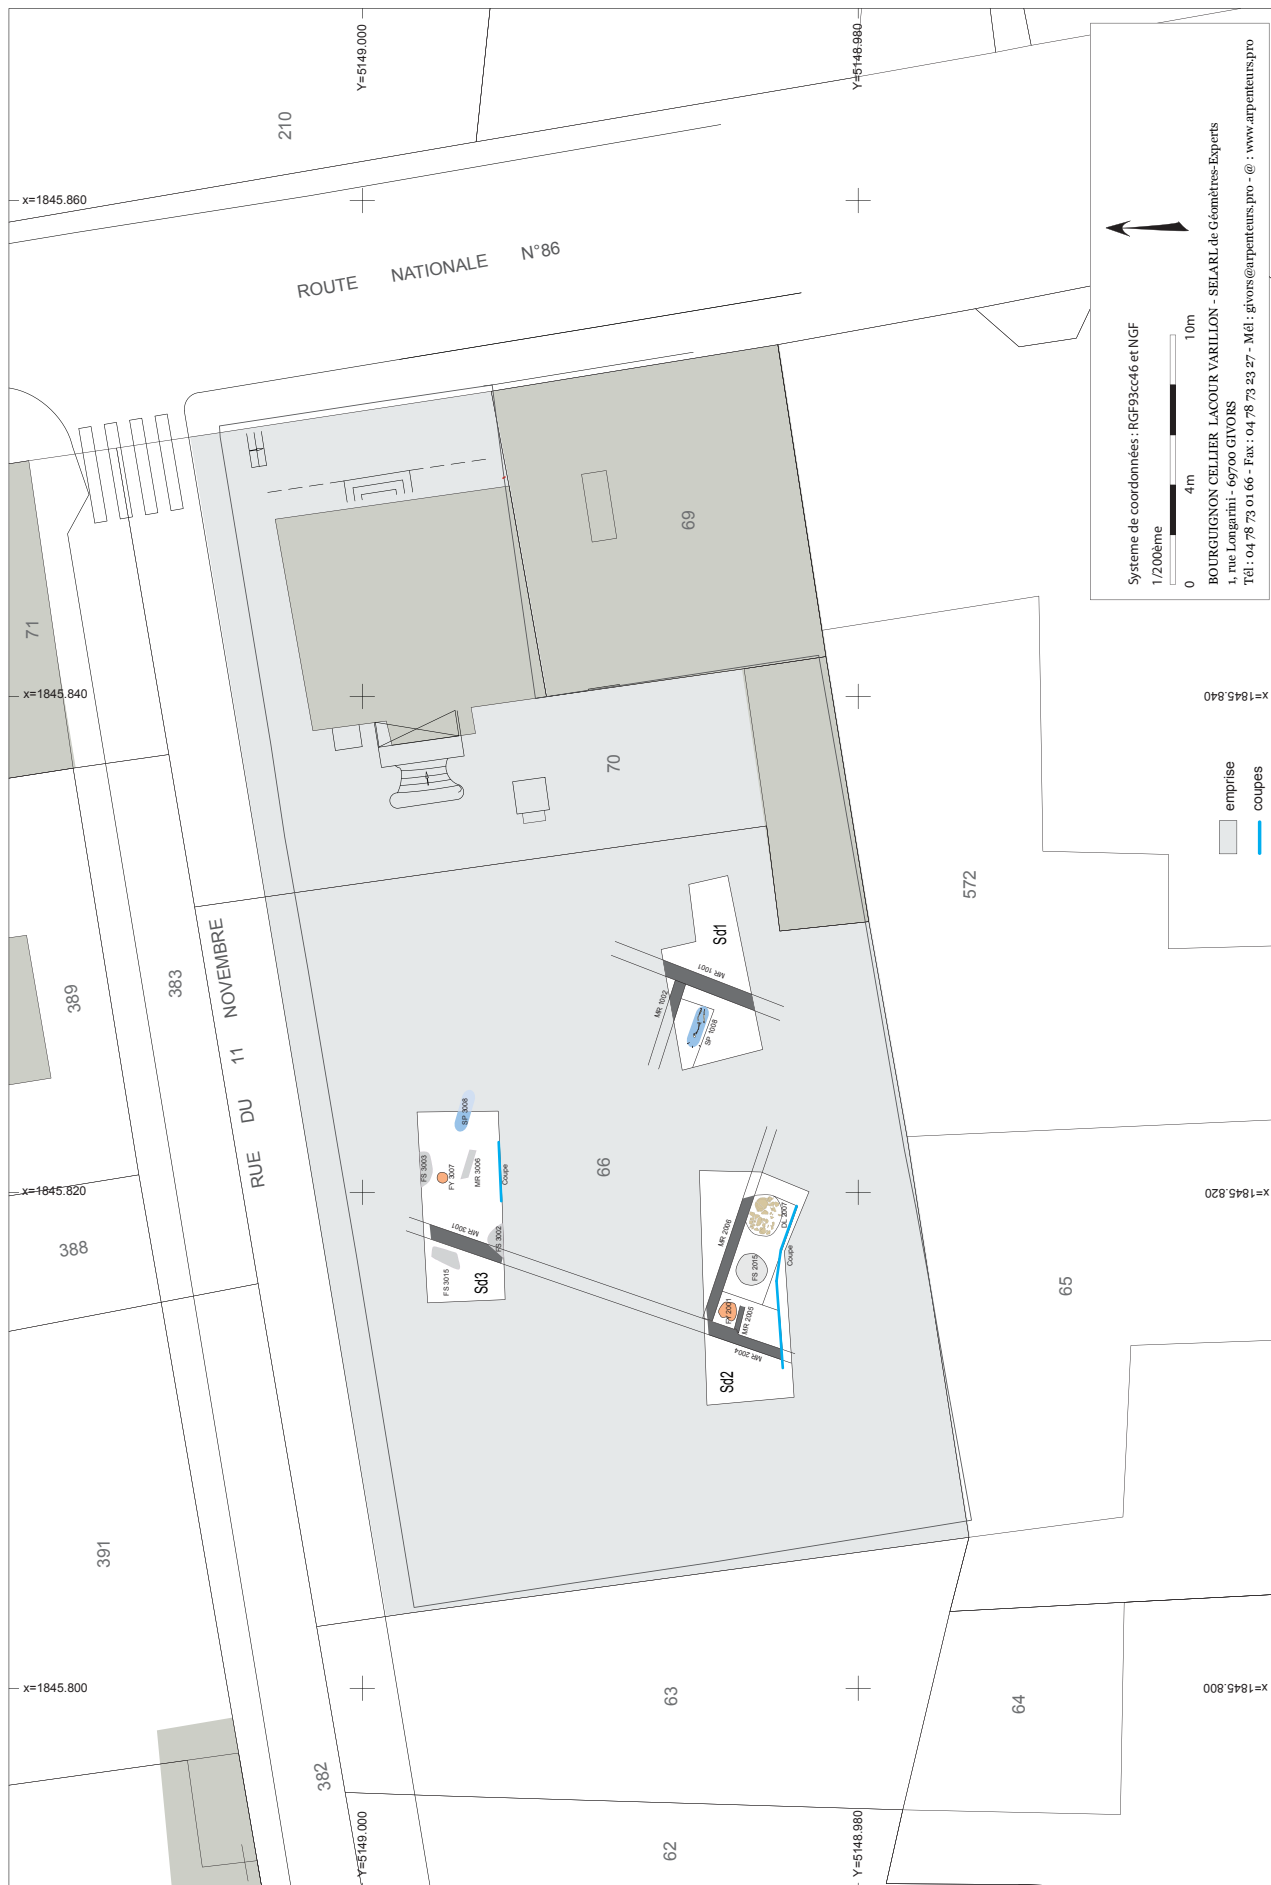 Y=5149.000
Y=5148.980
210
x=1845.860
ROUTE NATIONALE N°86
71
69
x=1845.840
x=1845.840
70
572
389
383
RUE DU 11 NOVEMBRE
388
391
66
65
x=1845.820
x=1845.820
Sd1
MR 1001
MR 1002
SP 1008
Sd3
SP 3008
FS 3003
FY 3007
MR 3006
Coupe
MR 3001
FS 3002
FS 3015
Sd2
MR 2006
DL 2007
FS 2015
Coupe
FY 2001
MR 2005
MR 2004
x=1845.800
x=1845.800
63
64
382
62
Y=5149.000
Y=5148.980
emprise
coupes
Systeme de coordonnées : RGF93cc46 et NGF
1/200ème
0 4m 10m
BOURGUIGNON CELLIER LACOUR VARILLON - SELARL de Géomètres-Experts
1, rue Longarini - 69700 GIVORS
Tél : 04 78 73 01 66 - Fax : 04 78 73 23 27 - Mél : givors@arpenteurs.pro - @ : www.arpenteurs.pro